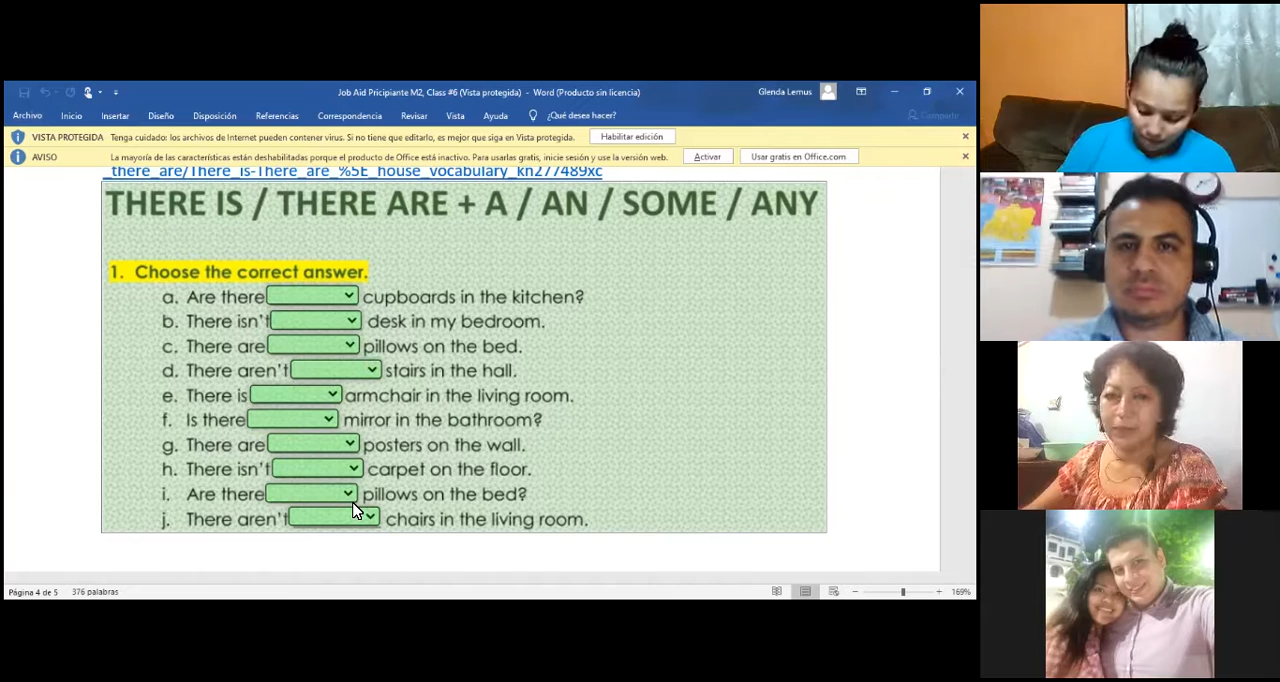 Job Aid Pricipiante M2, Class #6 (Vista protegida) - Word (Producto sin licencia)
Glenda Lemus
Archivo Inicio Insertar Diseño Disposición Referencias Correspondencia Revisar Vista Ayuda ¿Qué desea hacer? Compartir
VISTA PROTEGIDA Tenga cuidado: los archivos de Internet pueden contener virus. Si no tiene que editarlo, es mejor que siga en Vista protegida. Habilitar edición
AVISO La mayoría de las características están deshabilitadas porque el producto de Office está inactivo. Para usarlas gratis, inicie sesión y use la versión web. Activar Usar gratis en Office.com
_there_are/There_is-There_are_%5E_house_vocabulary_kn277489xc
THERE IS / THERE ARE + A / AN / SOME / ANY
1. Choose the correct answer.
a. Are there cupboards in the kitchen?
b. There isn't desk in my bedroom.
c. There are pillows on the bed.
d. There aren't stairs in the hall.
e. There is armchair in the living room.
f. Is there mirror in the bathroom?
g. There are posters on the wall.
h. There isn't carpet on the floor.
i. Are there pillows on the bed?
j. There aren't chairs in the living room.
Página 4 de 5 376 palabras
169%